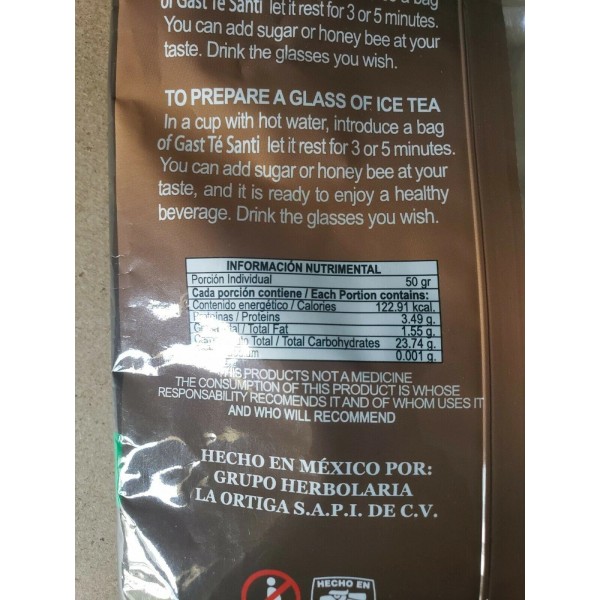 of Gast Té Santi let it rest for 3 or 5 minutes.
You can add sugar or honey bee at your
taste. Drink the glasses you wish.
TO PREPARE A GLASS OF ICE TEA
In a cup with hot water, introduce a bag
of Gast Té Santi let it rest for 3 or 5 minutes.
You can add sugar or honey bee at your
taste, and it is ready to enjoy a healthy
beverage. Drink the glasses you wish.
INFORMACIÓN NUTRIMENTAL
Porción Individual 50 gr
Cada porción contiene / Each Portion contains:
Contenido energético / Calories 122.91 kcal.
/ Proteins 3.49 g.
/ Total Fat 1.55 g.
Total / Total Carbohydrates 23.74 g.
0.001 g.
PRODUCTS NOT A MEDICINE
THE CONSUMPTION OF THIS PRODUCT IS WHOSE
RESPONSABILITY RECOMENDS IT AND OF WHOM USES IT
AND WHO WILL RECOMMEND
HECHO EN MÉXICO POR:
GRUPO HERBOLARIA
LA ORTIGA S.A.P.I. DE C.V.
HECHO EN